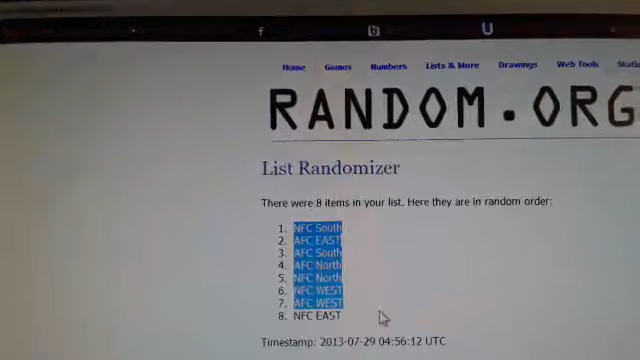 f
U
Home Games Numbers Lists & More Drawings Web Tools
RANDOM.ORG
List Randomizer
There were 8 items in your list. Here they are in random order:
1. NFC South
2. AFC EAST
3. AFC South
4. AFC North
5. NFC North
6. NFC WEST
7. AFC WEST
8. NFC EAST
Timestamp: 2013-07-29 04:56:12 UTC